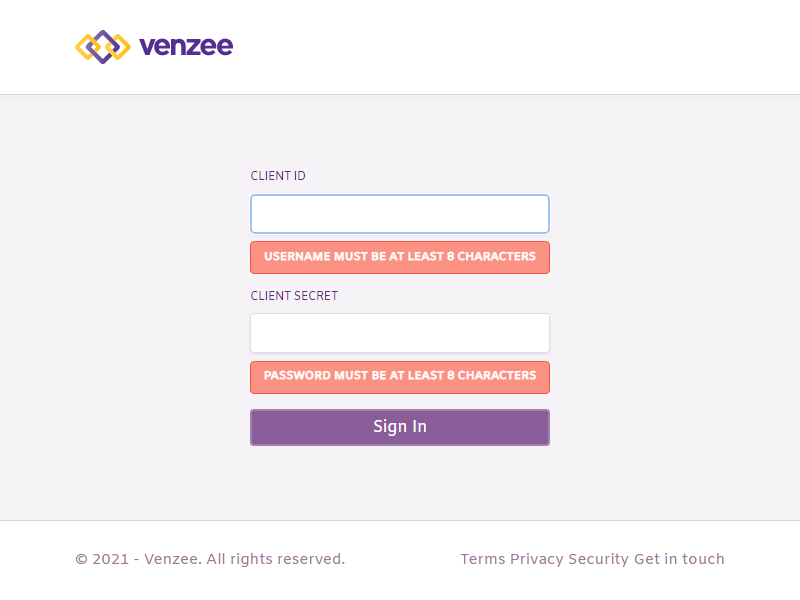 venzee
CLIENT ID
USERNAME MUST BE AT LEAST 8 CHARACTERS
CLIENT SECRET
PASSWORD MUST BE AT LEAST 8 CHARACTERS
Sign In
© 2021 - Venzee. All rights reserved. Terms Privacy Security Get in touch